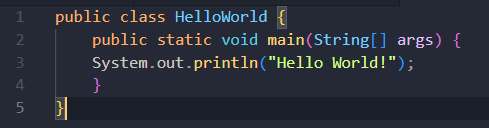 1 public class HelloWorld {
2     public static void main(String[] args) {
3     System.out.println("Hello World!");
4     }
5 }